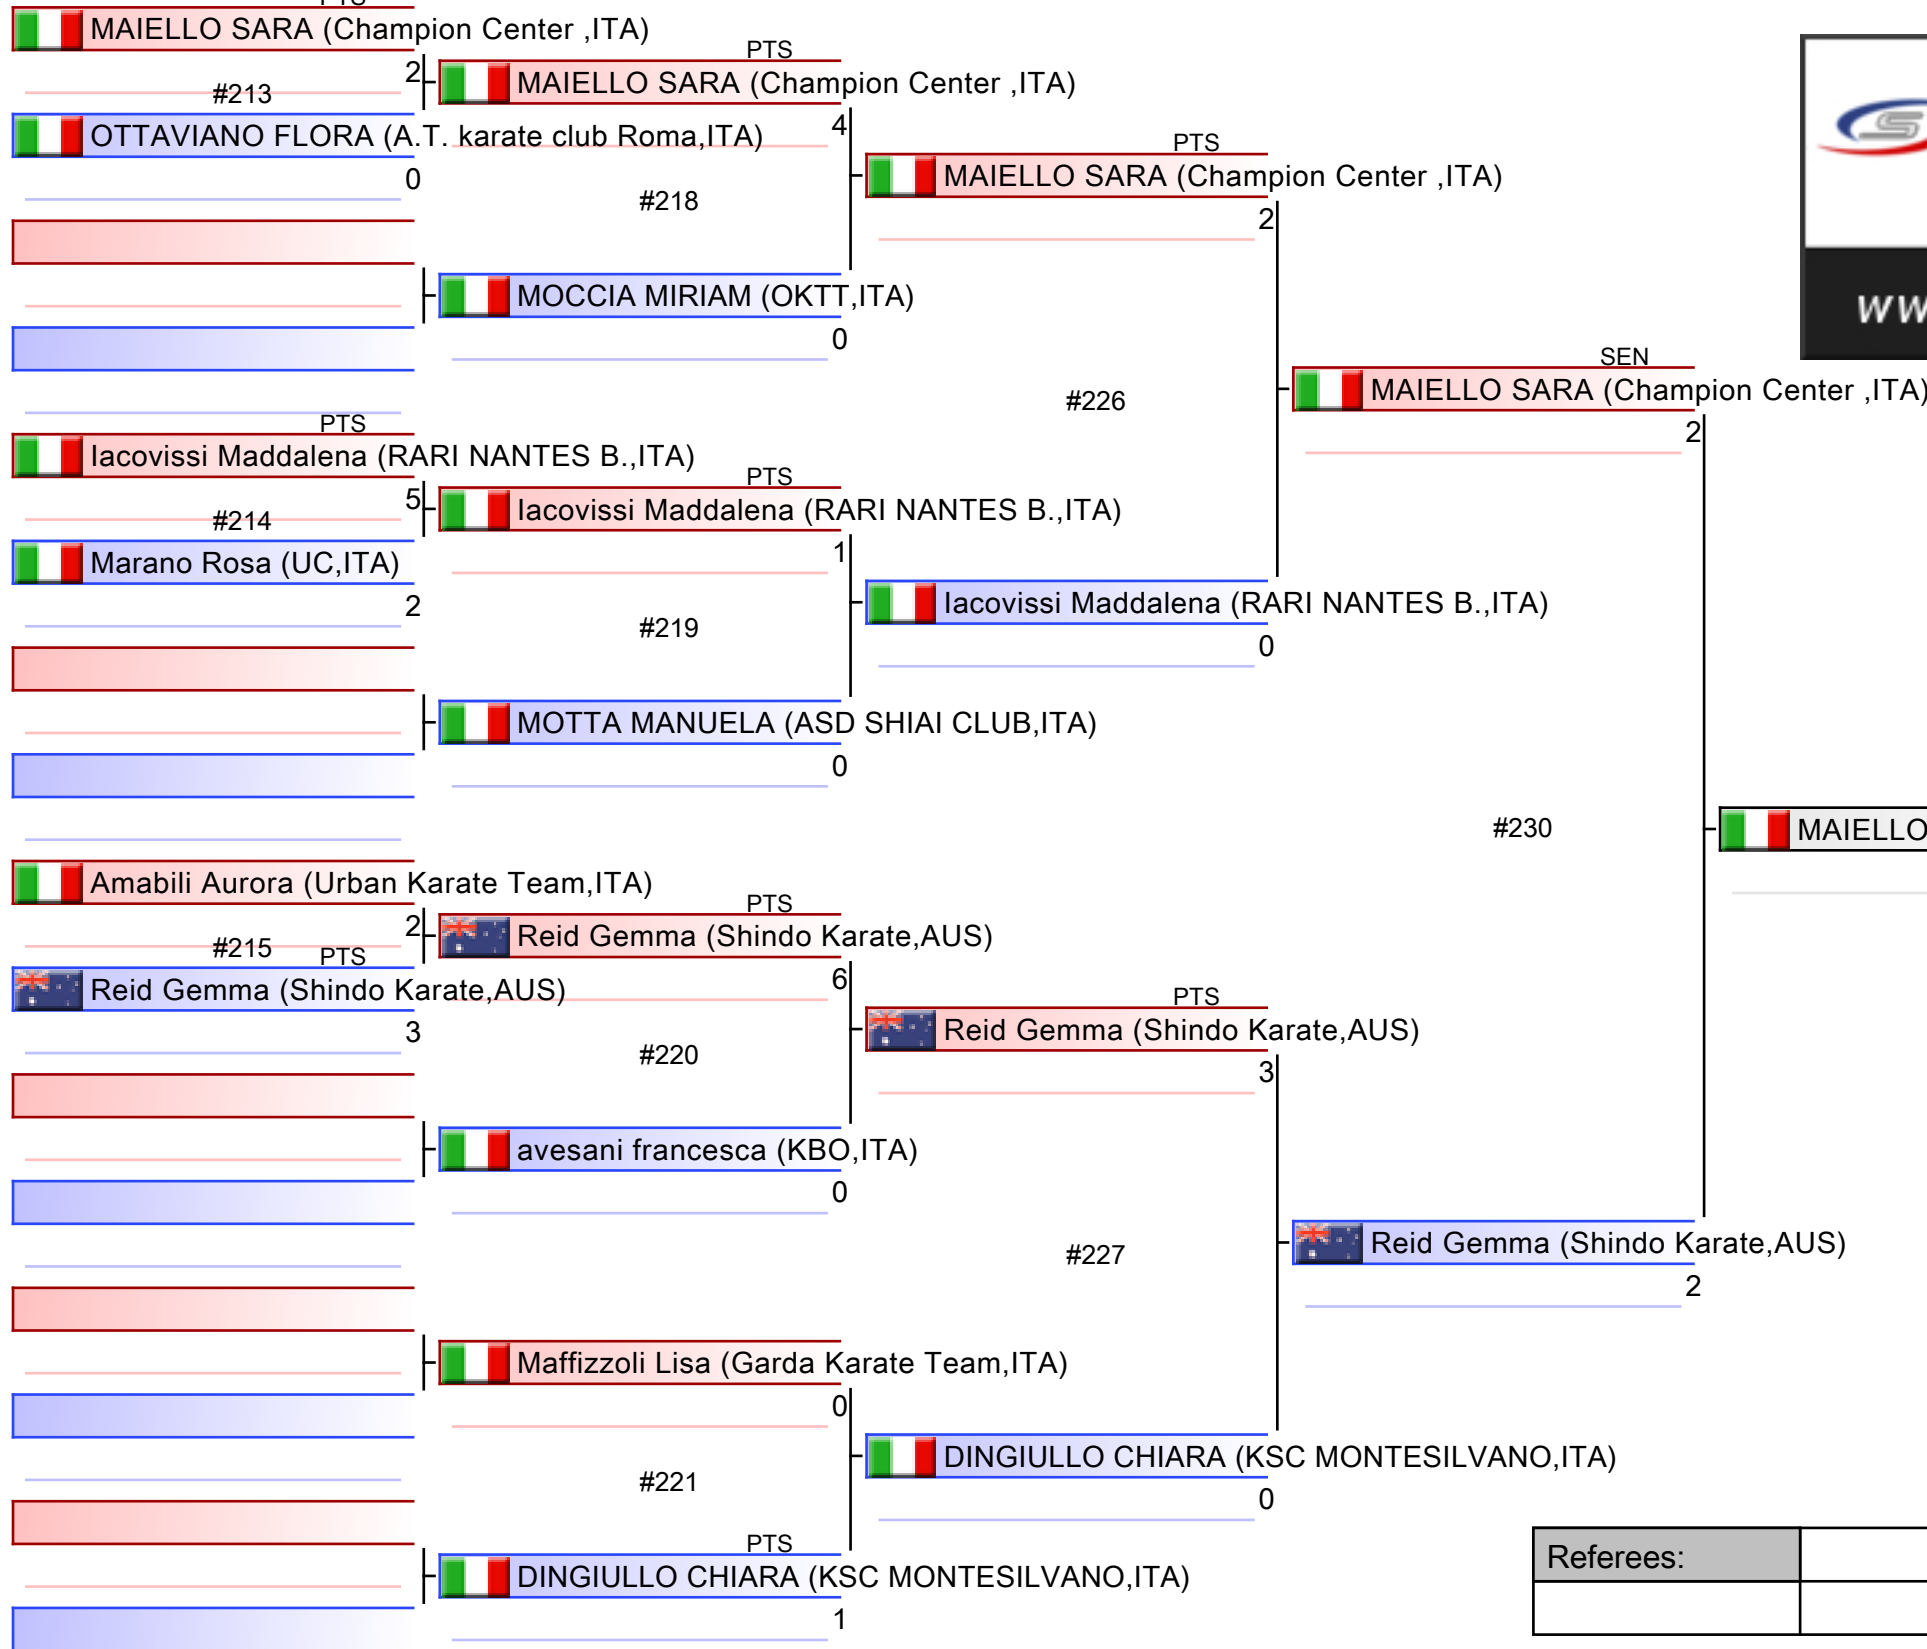 MAIELLO SARA (Champion Center ,ITA)
2
#213
OTTAVIANO FLORA (A.T. karate club Roma,ITA)
0
PTS
Iacovissi Maddalena (RARI NANTES B.,ITA)
5
#214
Marano Rosa (UC,ITA)
2
Amabili Aurora (Urban Karate Team,ITA)
2
#215
PTS
Reid Gemma (Shindo Karate,AUS)
3
PTS
MAIELLO SARA (Champion Center ,ITA)
4
#218
MOCCIA MIRIAM (OKTT,ITA)
0
PTS
Iacovissi Maddalena (RARI NANTES B.,ITA)
1
#219
MOTTA MANUELA (ASD SHIAI CLUB,ITA)
0
PTS
Reid Gemma (Shindo Karate,AUS)
6
#220
avesani francesca (KBO,ITA)
0
Maffizzoli Lisa (Garda Karate Team,ITA)
0
#221
PTS
DINGIULLO CHIARA (KSC MONTESILVANO,ITA)
1
PTS
MAIELLO SARA (Champion Center ,ITA)
2
#226
Iacovissi Maddalena (RARI NANTES B.,ITA)
0
PTS
Reid Gemma (Shindo Karate,AUS)
3
#227
DINGIULLO CHIARA (KSC MONTESILVANO,ITA)
0
SEN
MAIELLO SARA (Champion Center ,ITA)
2
#230
Reid Gemma (Shindo Karate,AUS)
2
MAIELLO
Referees: